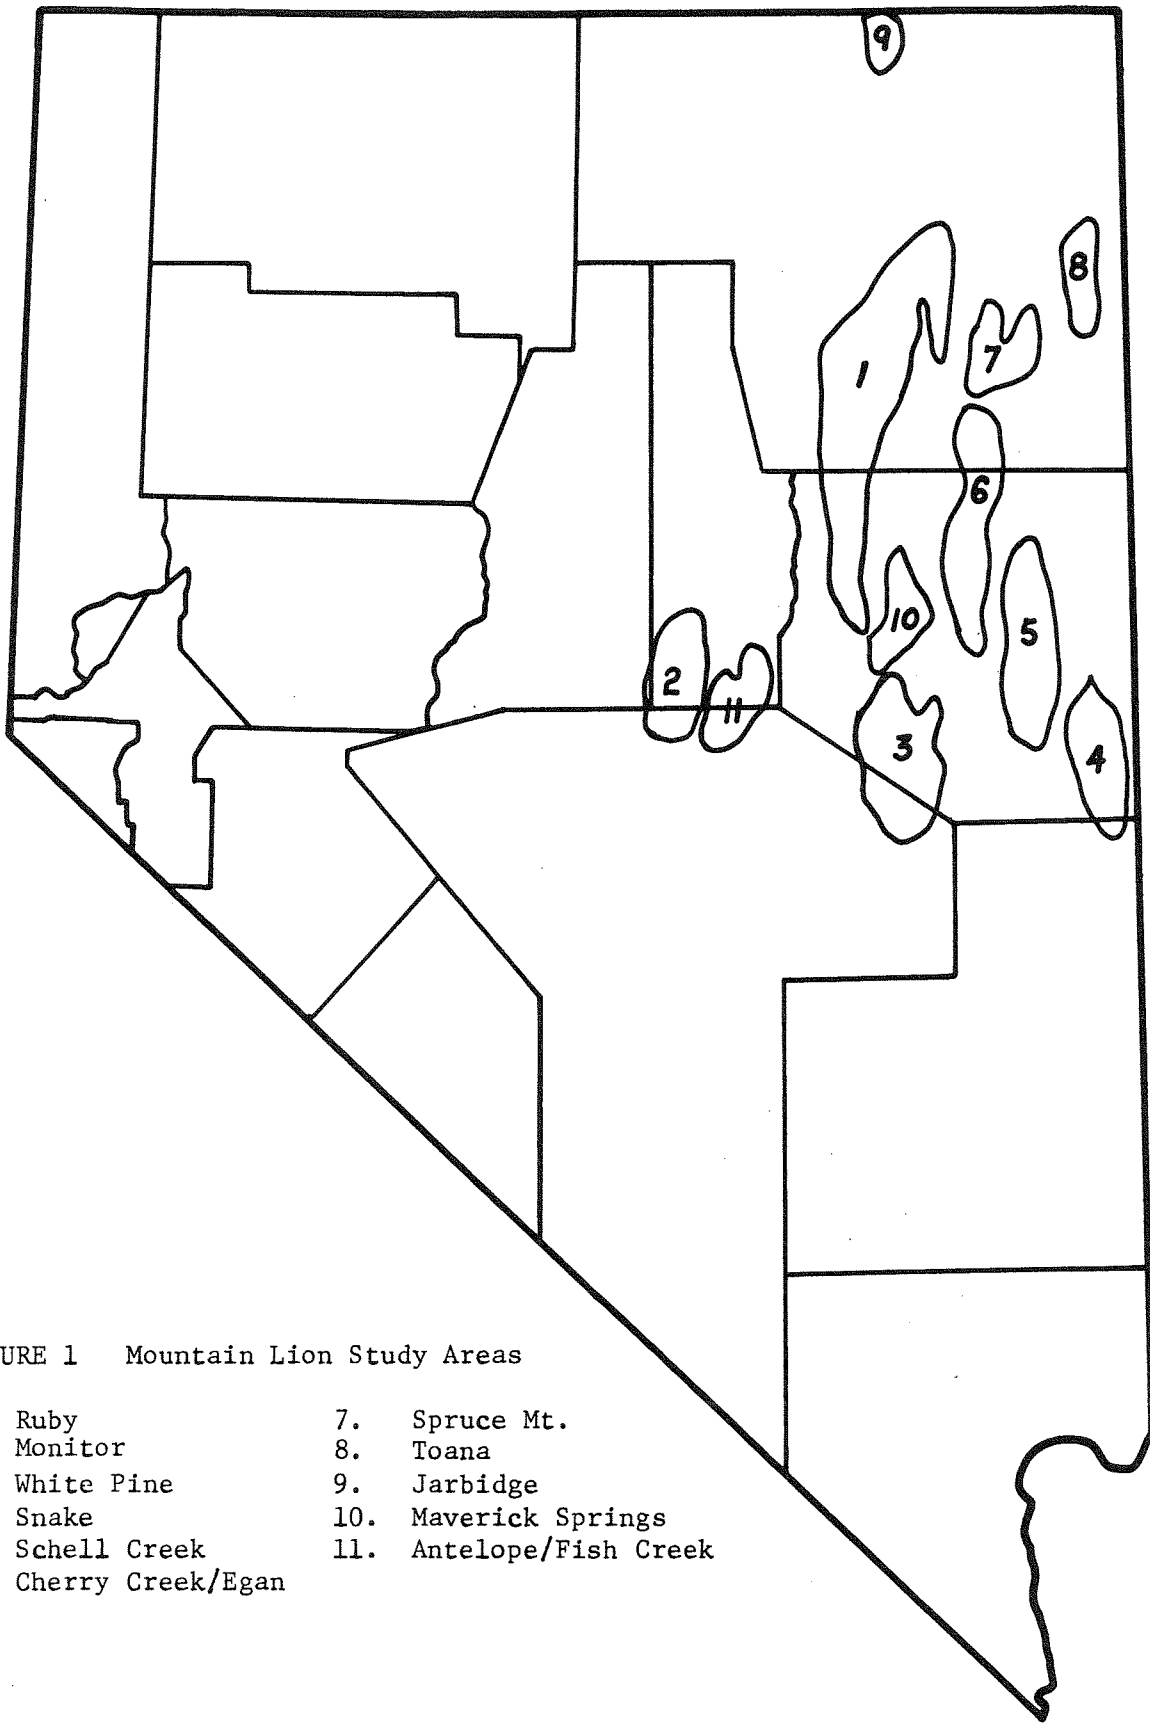 9
8
7
1
6
10
5
2
11
3
4
URE 1 Mountain Lion Study Areas
Ruby 7. Spruce Mt.
Monitor 8. Toana
White Pine 9. Jarbidge
Snake 10. Maverick Springs
Schell Creek 11. Antelope/Fish Creek
Cherry Creek/Egan